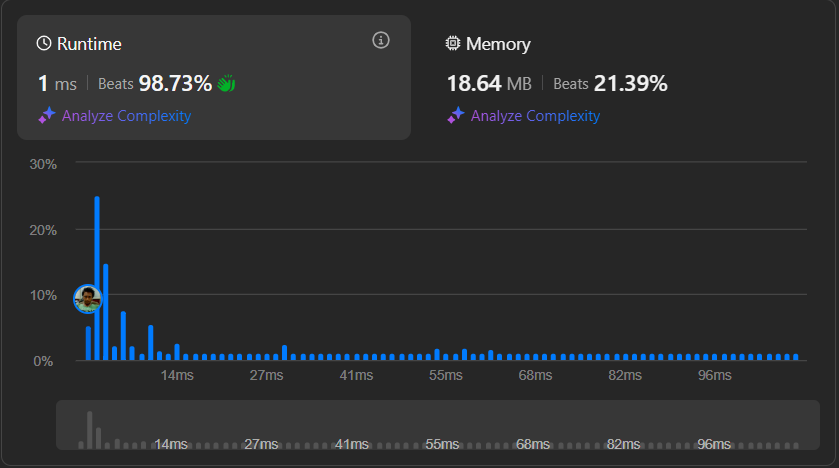 Runtime
1 ms | Beats 98.73%
Analyze Complexity
Memory
18.64 MB | Beats 21.39%
Analyze Complexity
30%
20%
10%
0%
14ms 27ms 41ms 55ms 68ms 82ms 96ms
14ms 27ms 41ms 55ms 68ms 82ms 96ms